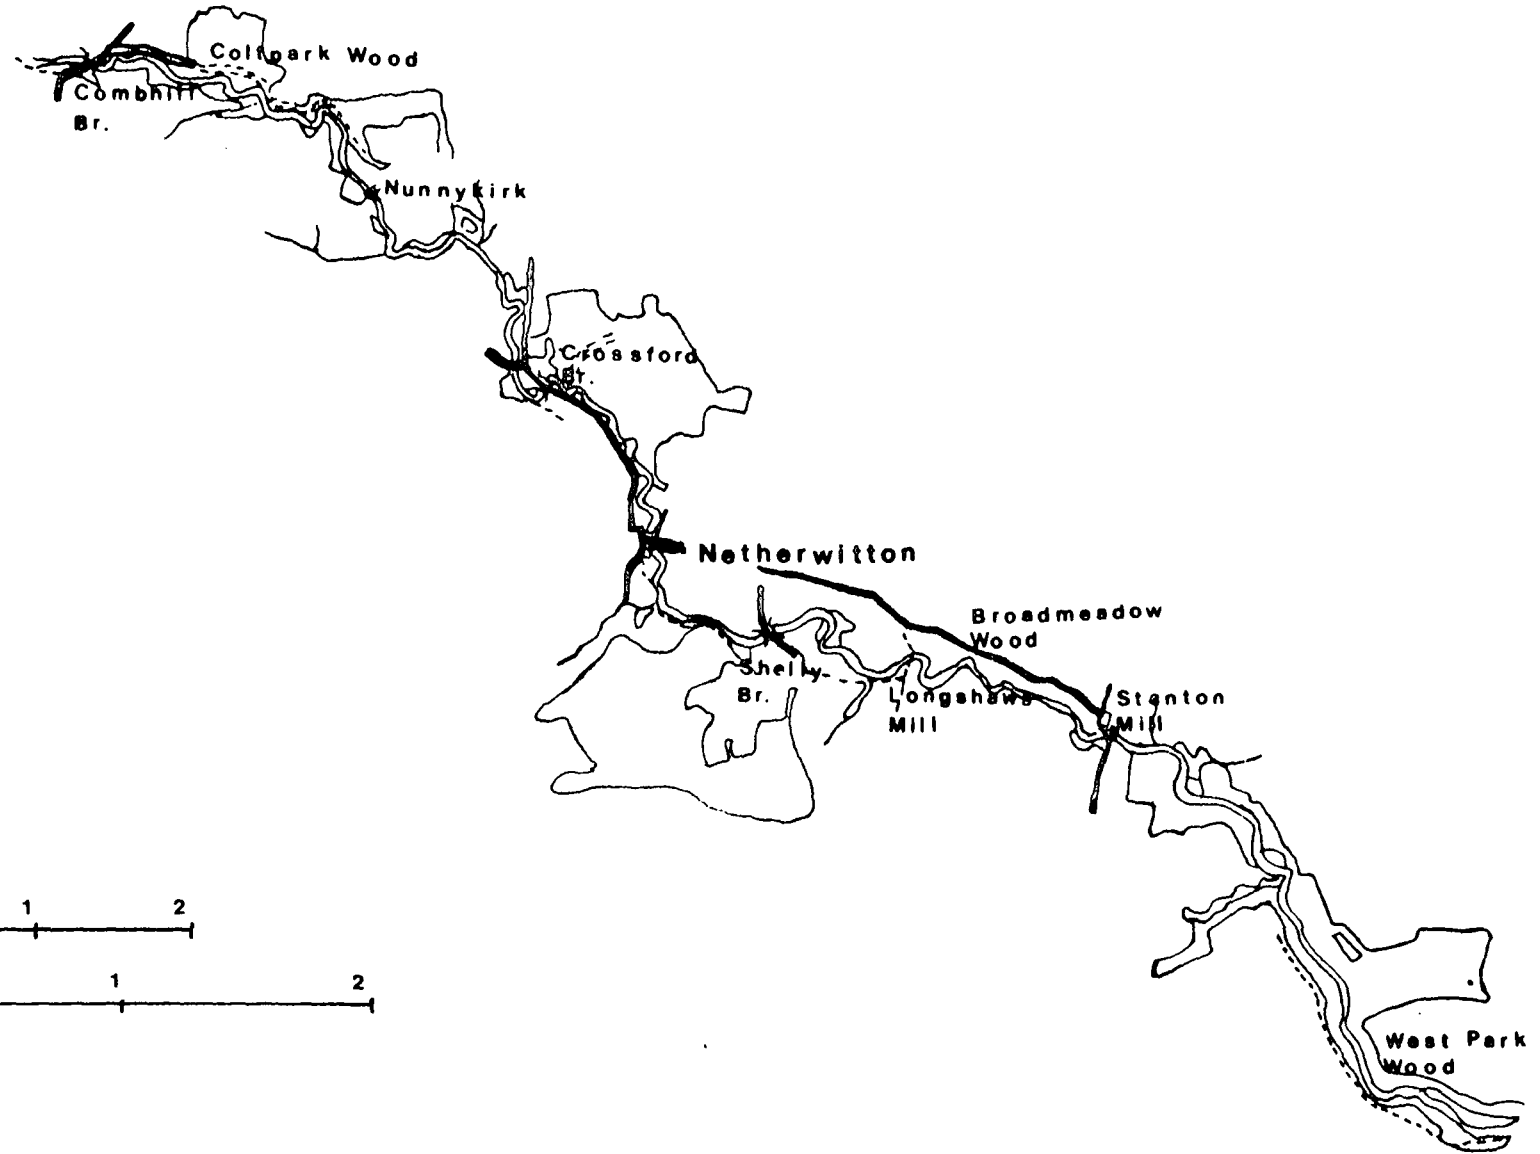 Coltpark Wood
Combhill
Br.
Nunnykirk
Crossford
Br.
Netherwitton
Broadmeadow
Wood
Shelly
Br.
Longshaws
Mill
Stanton
Mill
1 2
1 2
West Park
Wood